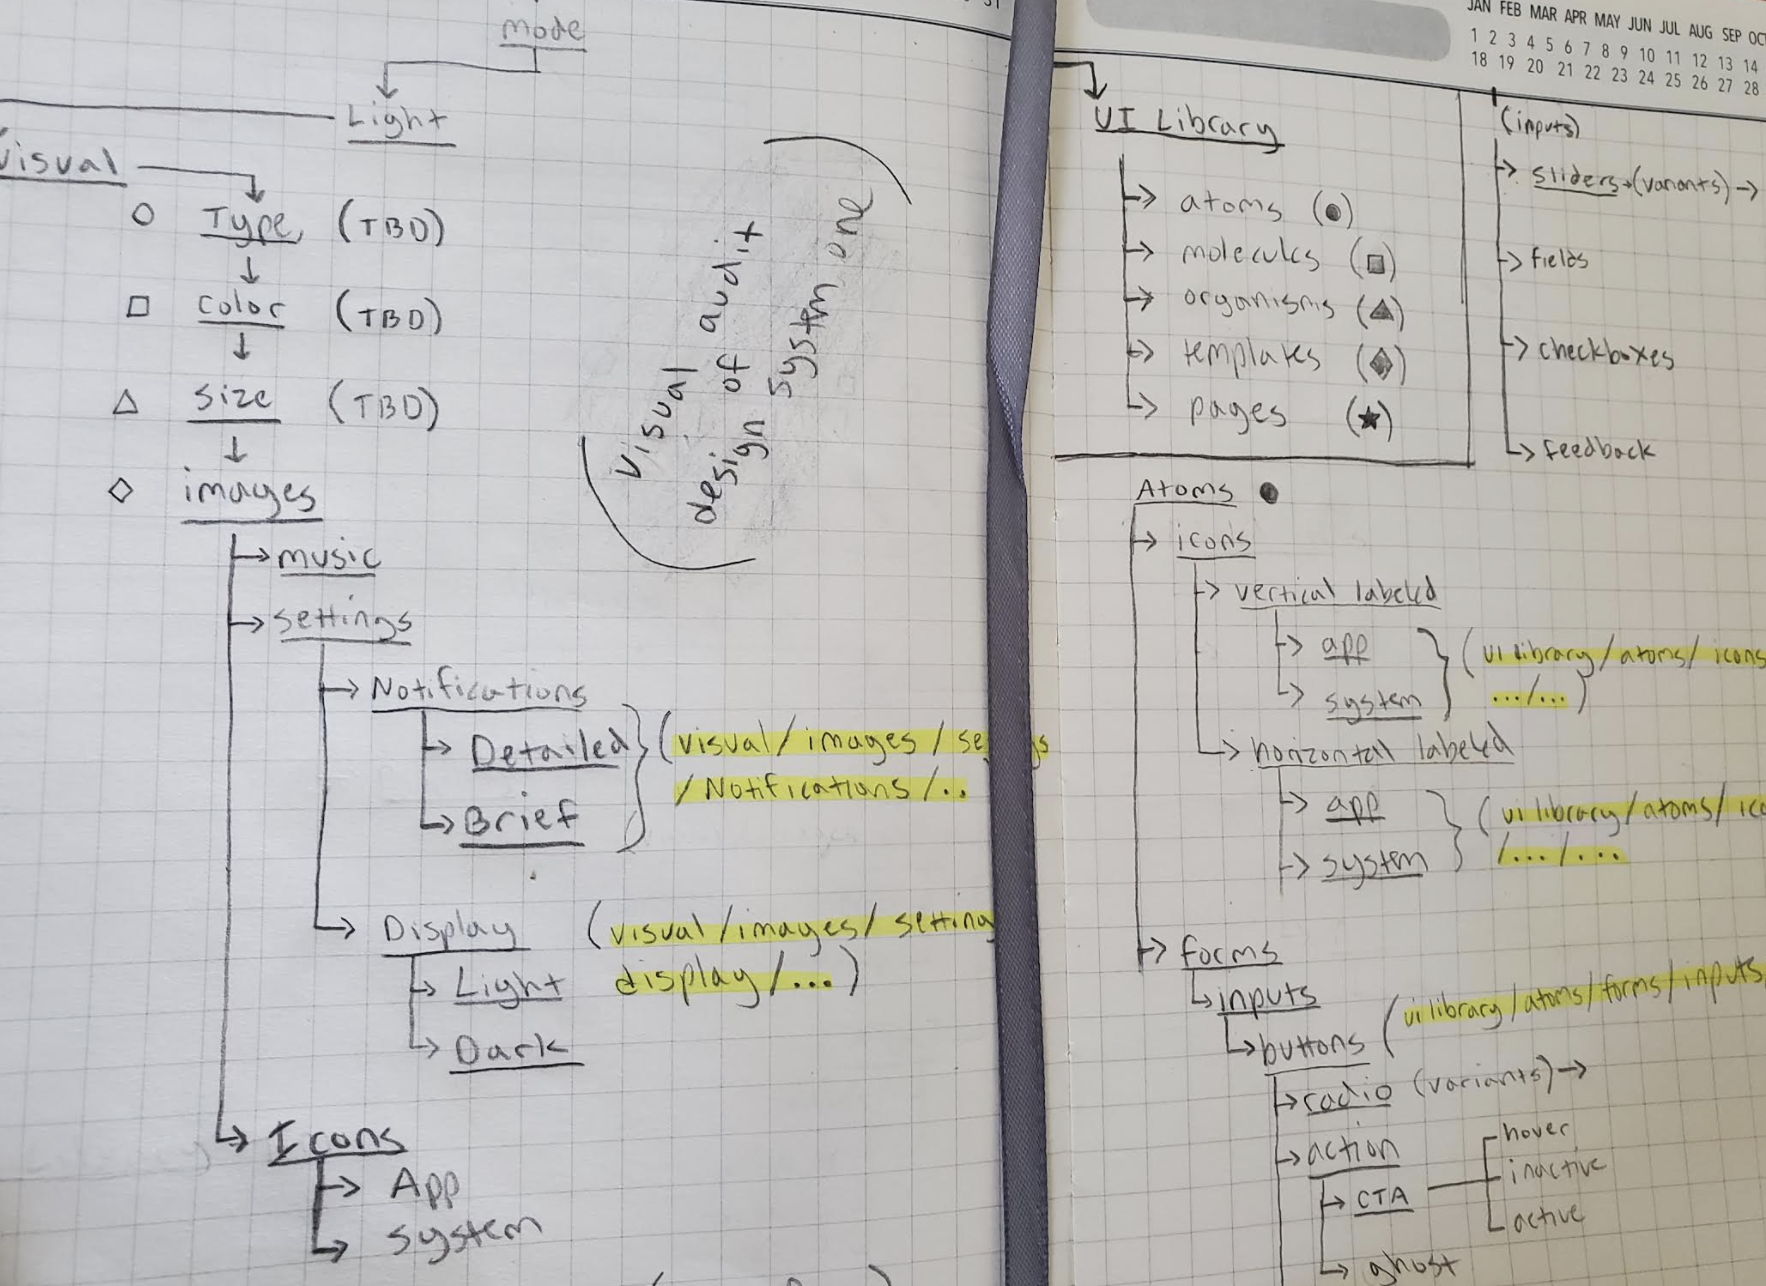 mode
Light
Visual
○ Type (TBD)
□ color (TBD)
△ size (TBD)
◇ images
music
settings
Notifications
Detailed
Brief
(visual/images/se s
/Notifications/..
Display (visual/images/setting
Light display/...)
Dark
Icons
App
system
(visual
design of audit
system one)
JAN FEB MAR APR MAY JUN JUL AUG SEP OCT
1 2 3 4 5 6 7 8 9 10 11 12 13 14
18 19 20 21 22 23 24 25 26 27 28
UI Library
atoms (●)
molecules (■)
organisms (▲)
templates (◆)
pages (★)
(inputs)
sliders→(variants)→
fields
checkboxes
feedback
Atoms ●
icons
vertical labeled
app
system
(ui library/atoms/icons
.../...)
horizontal labeled
app
system
(ui library/atoms/ico
/.../...
forms
inputs
buttons (ui library/atoms/forms/inputs
radio (variants)→
action
CTA
hover
inactive
active
ghost